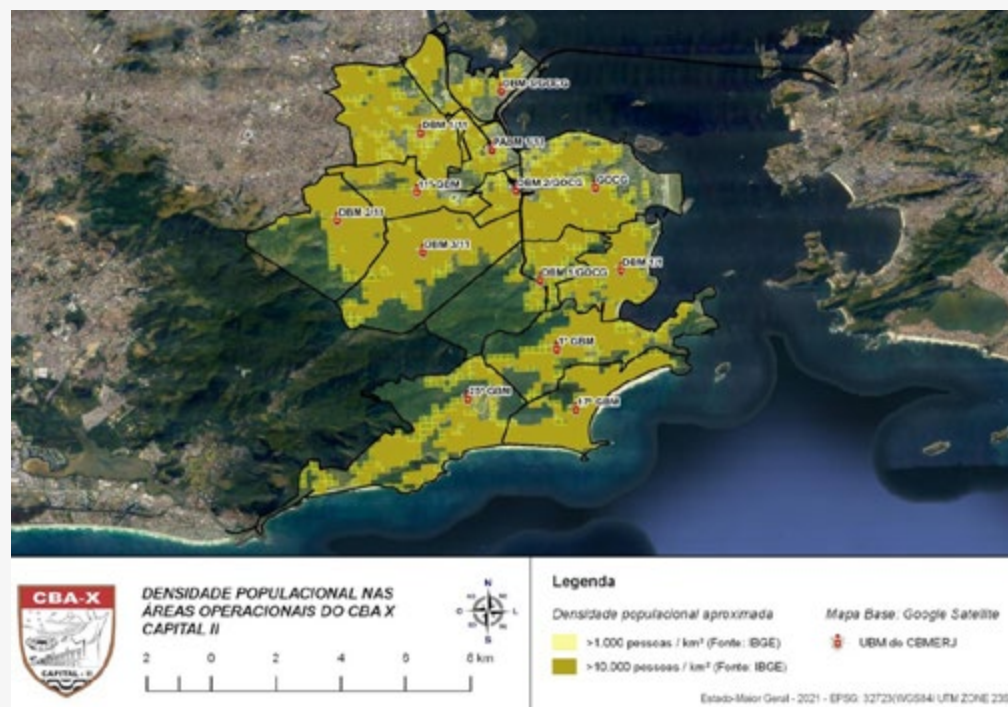 DBM 5/GOCG
DBM 1/11
PABM 1/11
11º GBM
DBM 2/GOCG
GOCG
DBM 2/11
DBM 3/11
DBM 1/GOCG
DBM 1/1
1º GBM
25º GBM
17º GBM
CBA-X
CAPITAL - II
DENSIDADE POPULACIONAL NAS
ÁREAS OPERACIONAIS DO CBA X
CAPITAL II
N
O
L
S
2 0 2 4 6 8 km
Legenda
Densidade populacional aproximada
>1.000 pessoas / km² (Fonte: IBGE)
>10.000 pessoas / km² (Fonte: IBGE)
Mapa Base: Google Satellite
UBM do CBMERJ
Estado-Maior Geral - 2021 - EPSG: 32723(WGS84/ UTM ZONE 23S